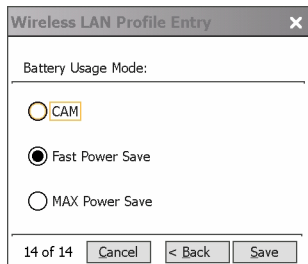 Wireless LAN Profile Entry
Battery Usage Mode:
CAM
Fast Power Save
MAX Power Save
14 of 14 Cancel < Back Save